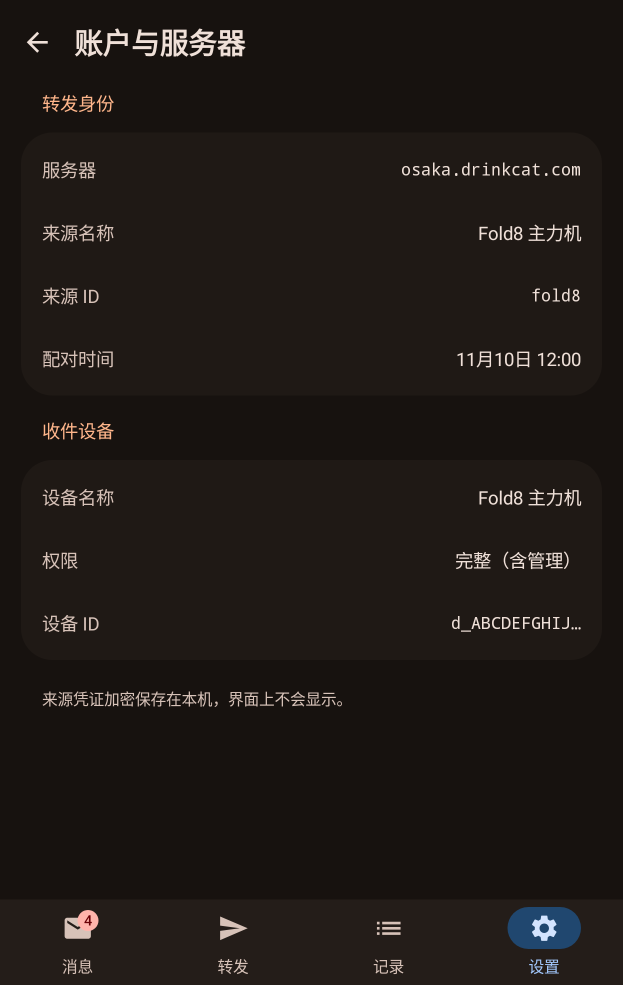 账户与服务器
转发身份
服务器 osaka.drinkcat.com
来源名称 Fold8 主力机
来源 ID fold8
配对时间 11月10日 12:00
收件设备
设备名称 Fold8 主力机
权限 完整（含管理）
设备 ID d_ABCDEFGHIJ…
来源凭证加密保存在本机，界面上不会显示。
4
消息 转发 记录 设置